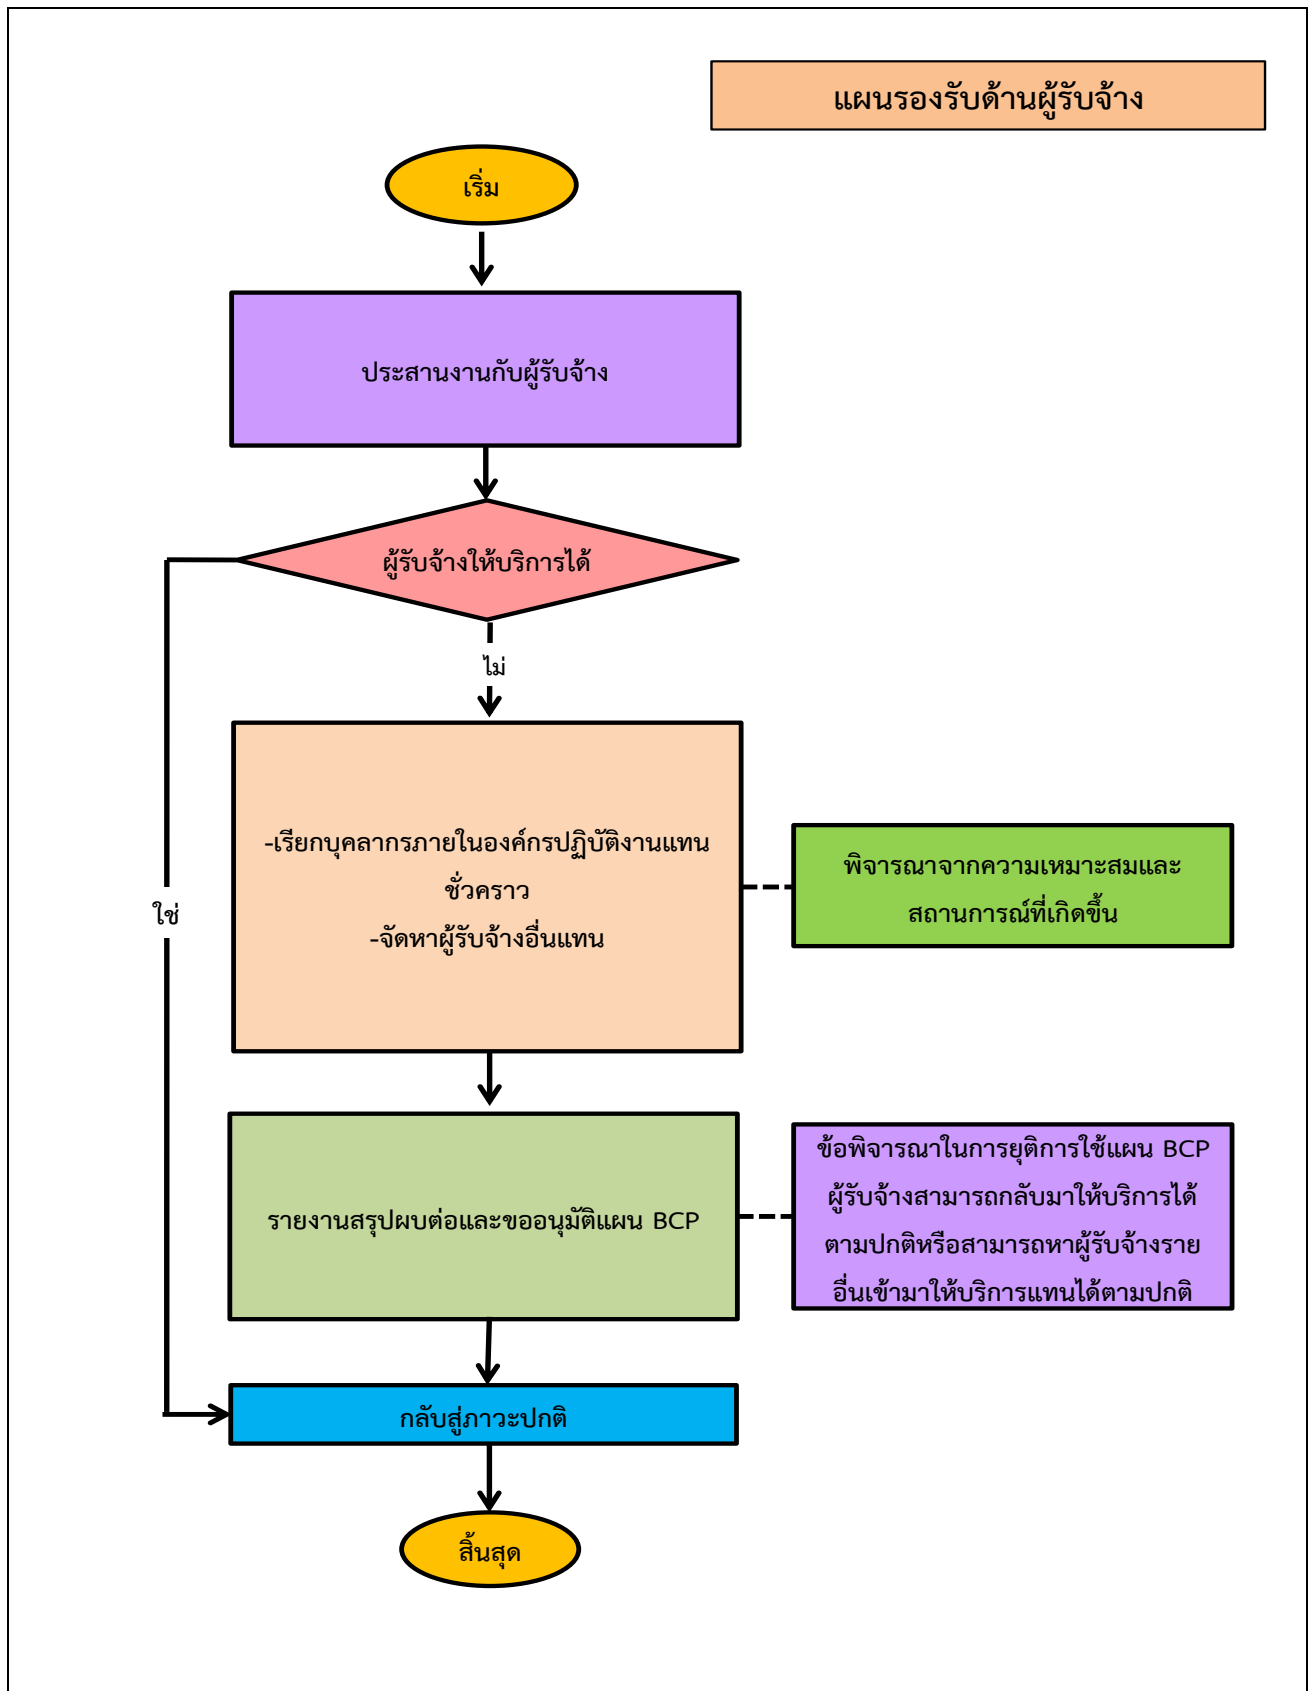 แผนรองรับด้านผู้รับจ้าง
เริ่ม
ประสานงานกับผู้รับจ้าง
ผู้รับจ้างให้บริการได้
ไม่
-เรียกบุคลากรภายในองค์กรปฏิบัติงานแทน
ชั่วคราว
-จัดหาผู้รับจ้างอื่นแทน
พิจารณาจากความเหมาะสมและ
สถานการณ์ที่เกิดขึ้น
ใช่
รายงานสรุปผบต่อและขออนุมัติแผน BCP
ข้อพิจารณาในการยุติการใช้แผน BCP
ผู้รับจ้างสามารถกลับมาให้บริการได้
ตามปกติหรือสามารถหาผู้รับจ้างราย
อื่นเข้ามาให้บริการแทนได้ตามปกติ
กลับสู่ภาวะปกติ
สิ้นสุด